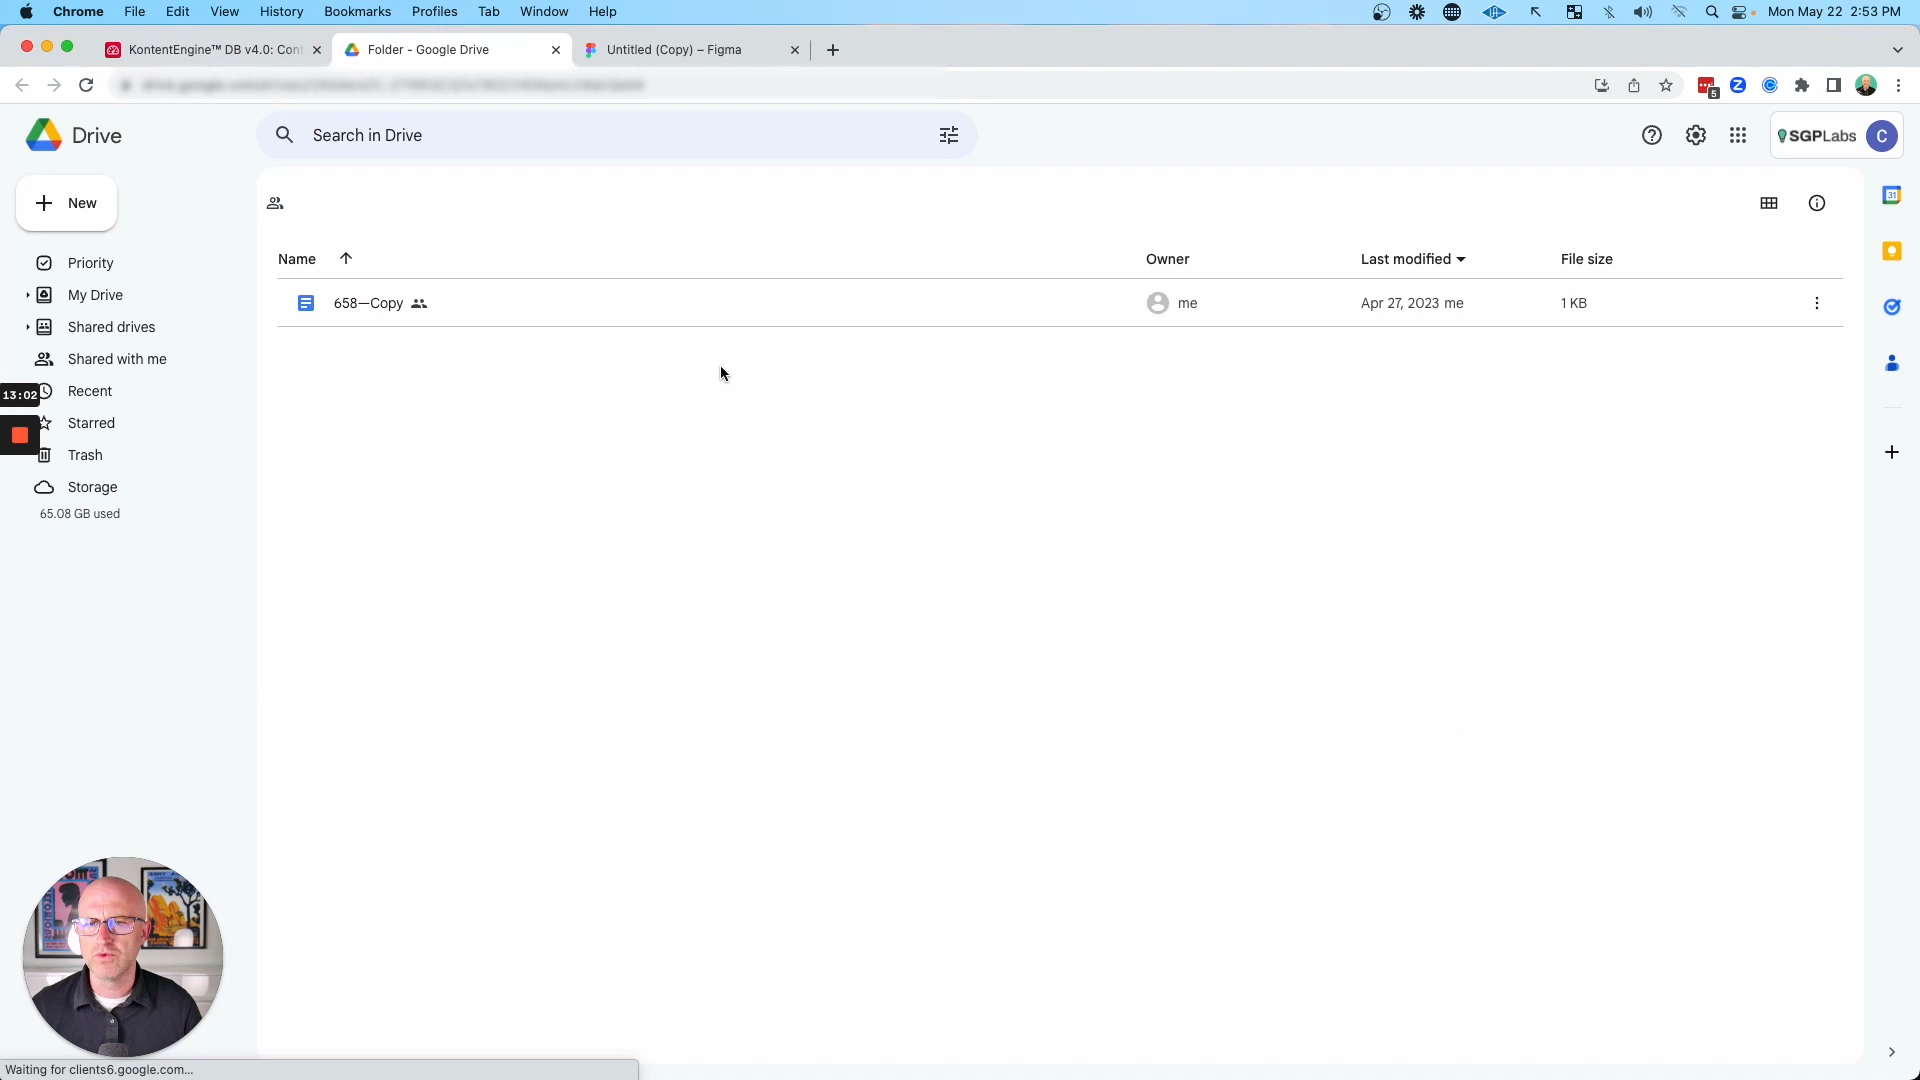 Chrome File Edit View History Bookmarks Profiles Tab Window Help Mon May 22 2:53 PM
KontentEngine™ DB v4.0: Con Folder - Google Drive Untitled (Copy) – Figma
5
Drive Search in Drive SGPLabs C
New 31
Name Owner Last modified File size
Priority
658—Copy me Apr 27, 2023 me 1 KB
My Drive
Shared drives
Shared with me
13:02 Recent
Starred
Trash
Storage
65.08 GB used
Waiting for clients6.google.com...